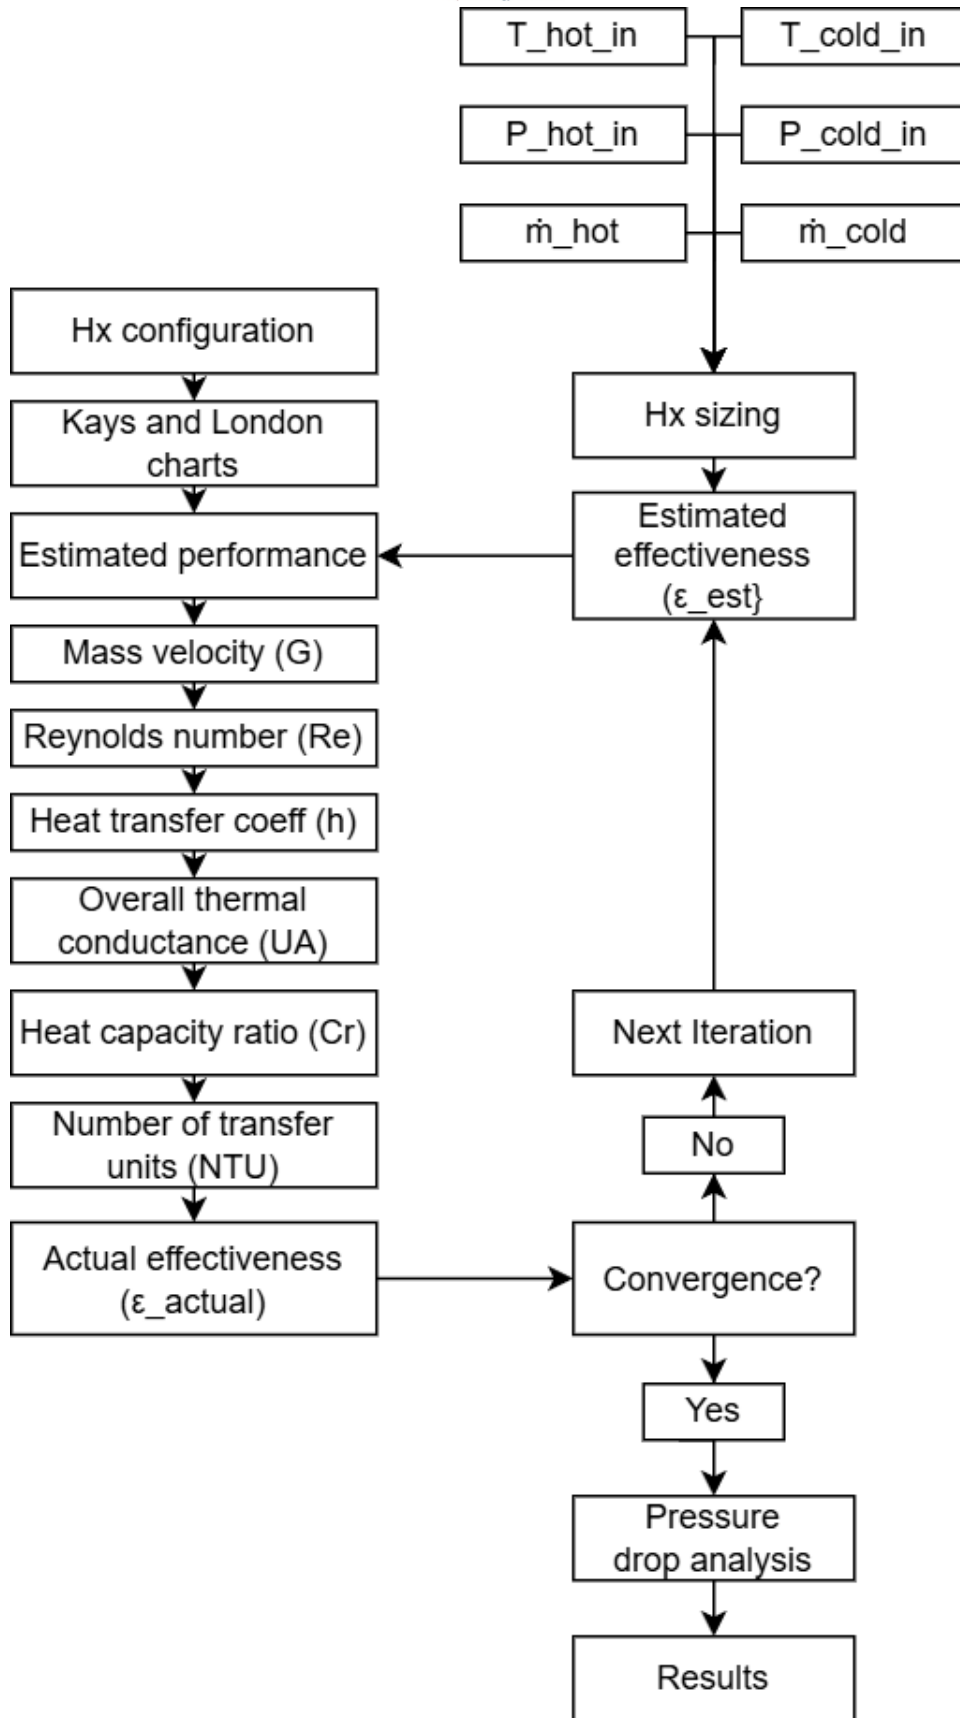 T_hot_in
T_cold_in
P_hot_in
P_cold_in
ṁ_hot
ṁ_cold
Hx configuration
Kays and London
charts
Hx sizing
Estimated
effectiveness
(ε_est}
Estimated performance
Mass velocity (G)
Reynolds number (Re)
Heat transfer coeff (h)
Overall thermal
conductance (UA)
Heat capacity ratio (Cr)
Number of transfer
units (NTU)
Actual effectiveness
(ε_actual)
Next Iteration
No
Convergence?
Yes
Pressure
drop analysis
Results